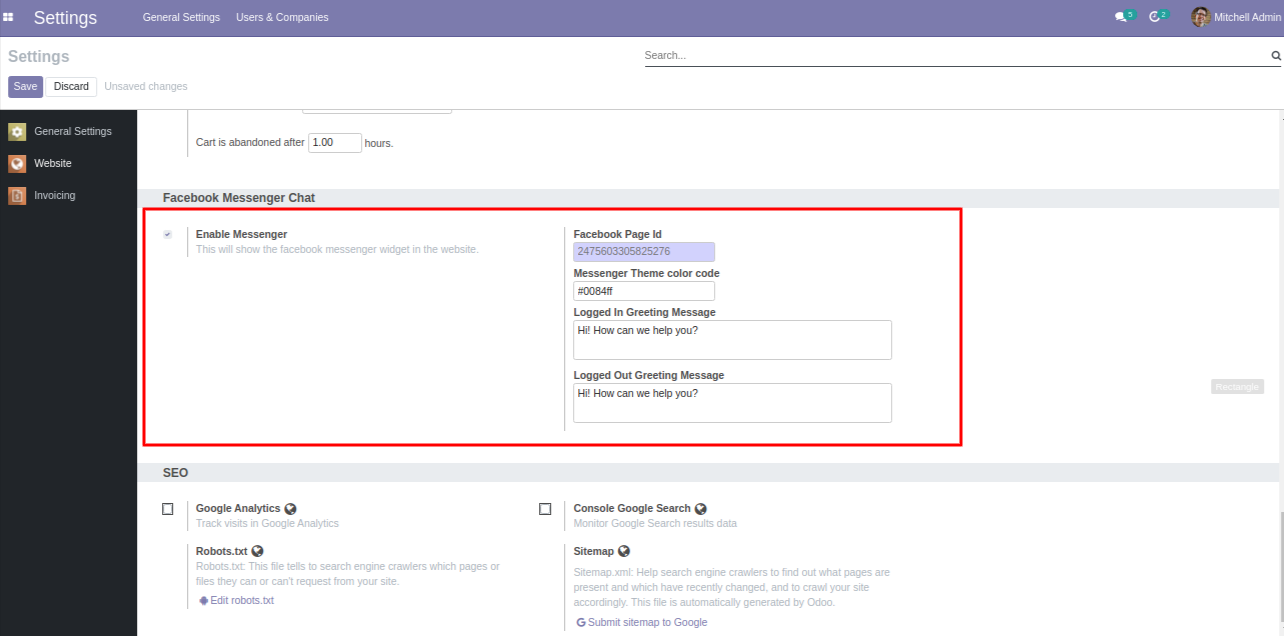 Settings
General Settings
Users & Companies
5
2
Mitchell Admin
Settings
Search...
Save
Discard
Unsaved changes
General Settings
Website
Invoicing
Cart is abandoned after 1.00 hours.
Facebook Messenger Chat
Enable Messenger
This will show the facebook messenger widget in the website.
Facebook Page Id
2475603305825276
Messenger Theme color code
#0084ff
Logged In Greeting Message
Hi! How can we help you?
Logged Out Greeting Message
Hi! How can we help you?
Rectangle
SEO
Google Analytics
Track visits in Google Analytics
Console Google Search
Monitor Google Search results data
Robots.txt
Robots.txt: This file tells to search engine crawlers which pages or
files they can or can't request from your site.
Edit robots.txt
Sitemap
Sitemap.xml: Help search engine crawlers to find out what pages are
present and which have recently changed, and to crawl your site
accordingly. This file is automatically generated by Odoo.
Submit sitemap to Google